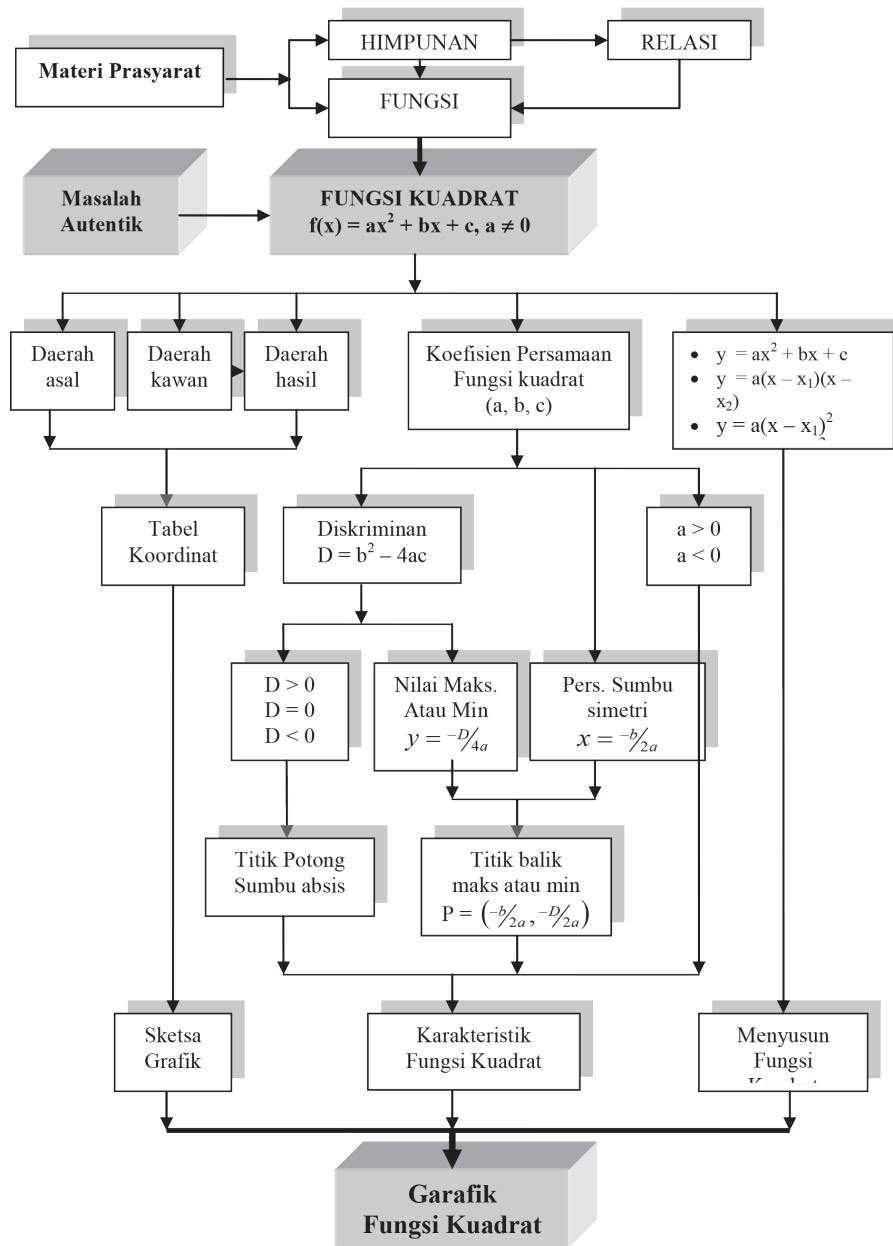 HIMPUNAN
RELASI
Materi Prasyarat
FUNGSI
Masalah
Autentik
FUNGSI KUADRAT
f(x) = ax² + bx + c, a ≠ 0
Daerah
asal
Daerah
kawan
Daerah
hasil
Koefisien Persamaan
Fungsi kuadrat
(a, b, c)
• y = ax² + bx + c
• y = a(x – x₁)(x –
x₂)
• y = a(x – x₁)²
Tabel
Koordinat
Diskriminan
D = b² – 4ac
a > 0
a < 0
D > 0
D = 0
D < 0
Nilai Maks.
Atau Min
y = –D/4a
Pers. Sumbu
simetri
x = –b/2a
Titik Potong
Sumbu absis
Titik balik
maks atau min
P = (–b/2a, –D/2a)
Sketsa
Grafik
Karakteristik
Fungsi Kuadrat
Menyusun
Fungsi
Garafik
Fungsi Kuadrat